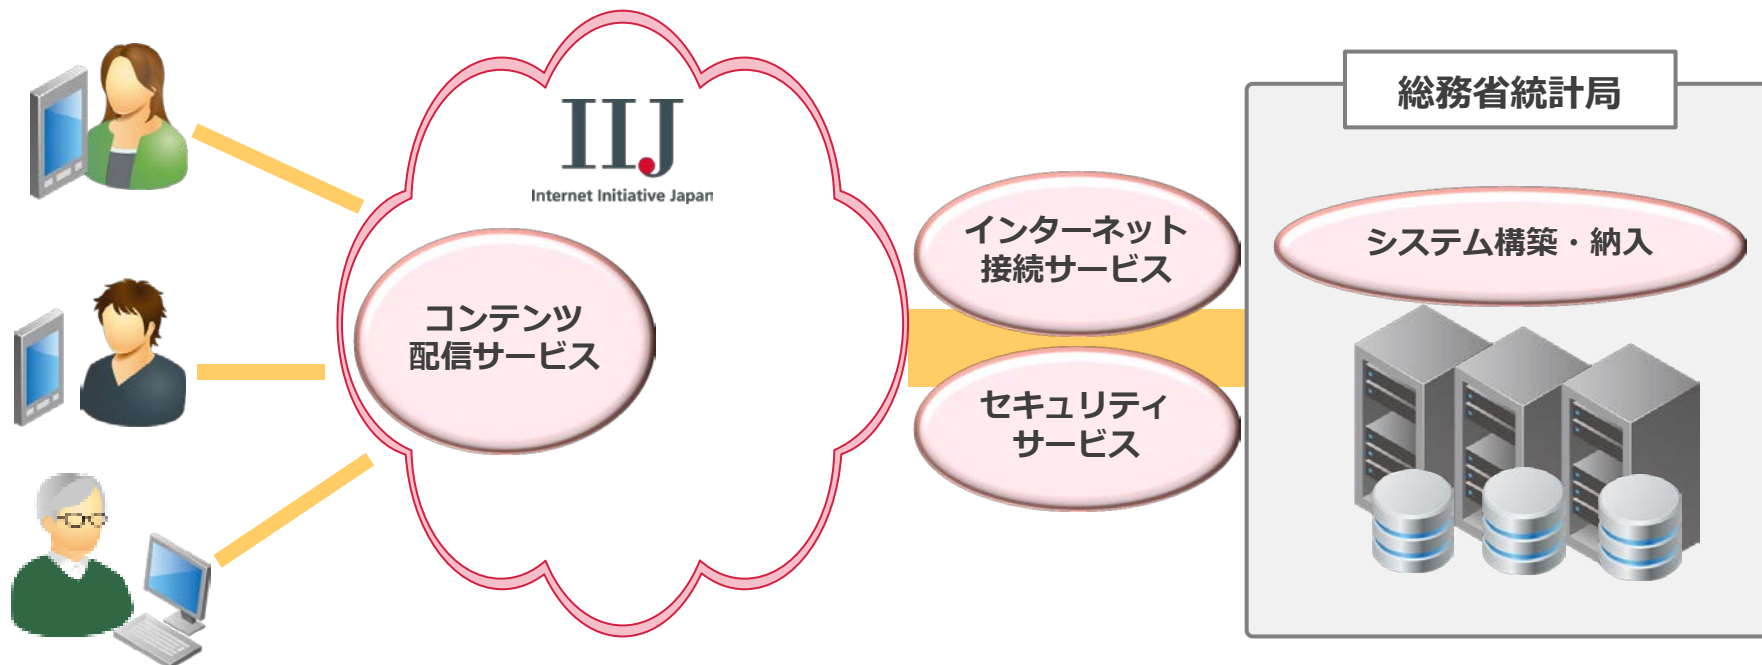 IIJ
Internet Initiative Japan
コンテンツ
配信サービス
インターネット
接続サービス
セキュリティ
サービス
総務省統計局
システム構築・納入